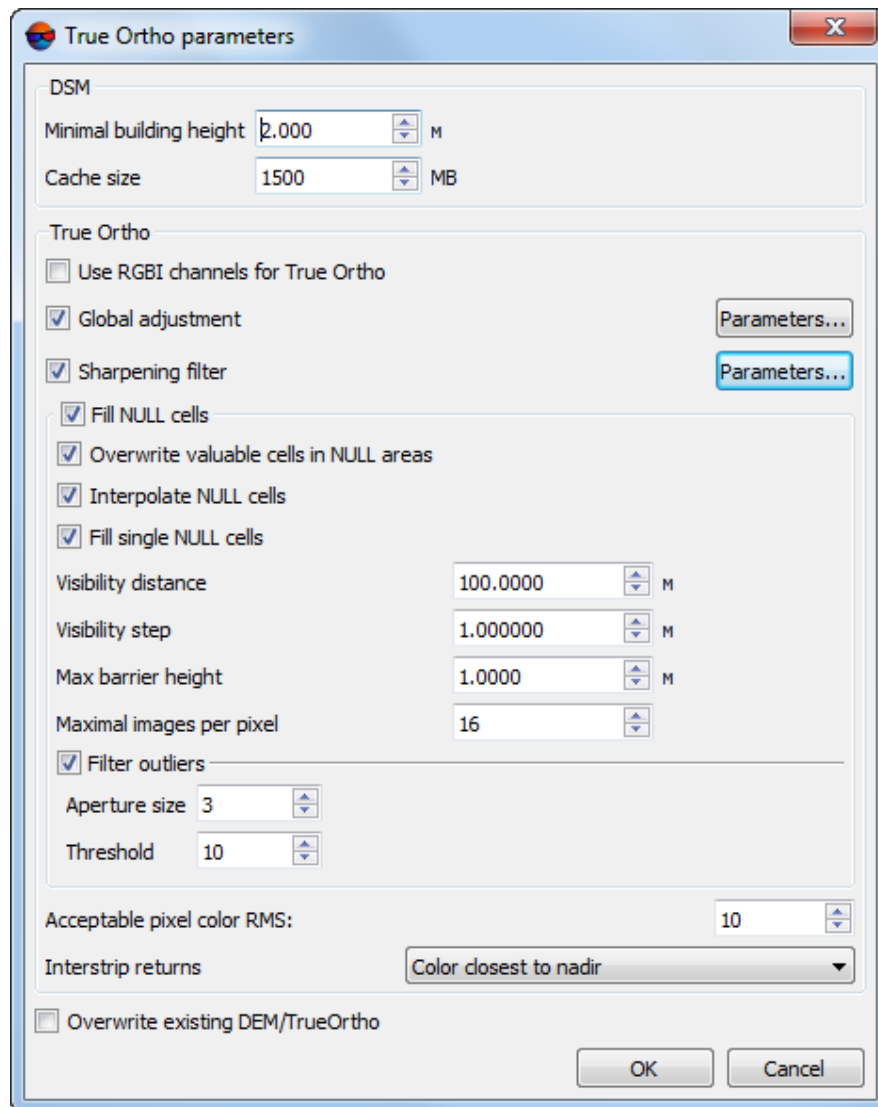 True Ortho parameters
DSM
Minimal building height 2.000 м
Cache size 1500 MB
True Ortho
Use RGBI channels for True Ortho
Global adjustment Parameters...
Sharpening filter Parameters...
Fill NULL cells
Overwrite valuable cells in NULL areas
Interpolate NULL cells
Fill single NULL cells
Visibility distance 100.0000 м
Visibility step 1.000000 м
Max barrier height 1.0000 м
Maximal images per pixel 16
Filter outliers
Aperture size 3
Threshold 10
Acceptable pixel color RMS: 10
Interstrip returns Color closest to nadir
Overwrite existing DEM/TrueOrtho
OK Cancel